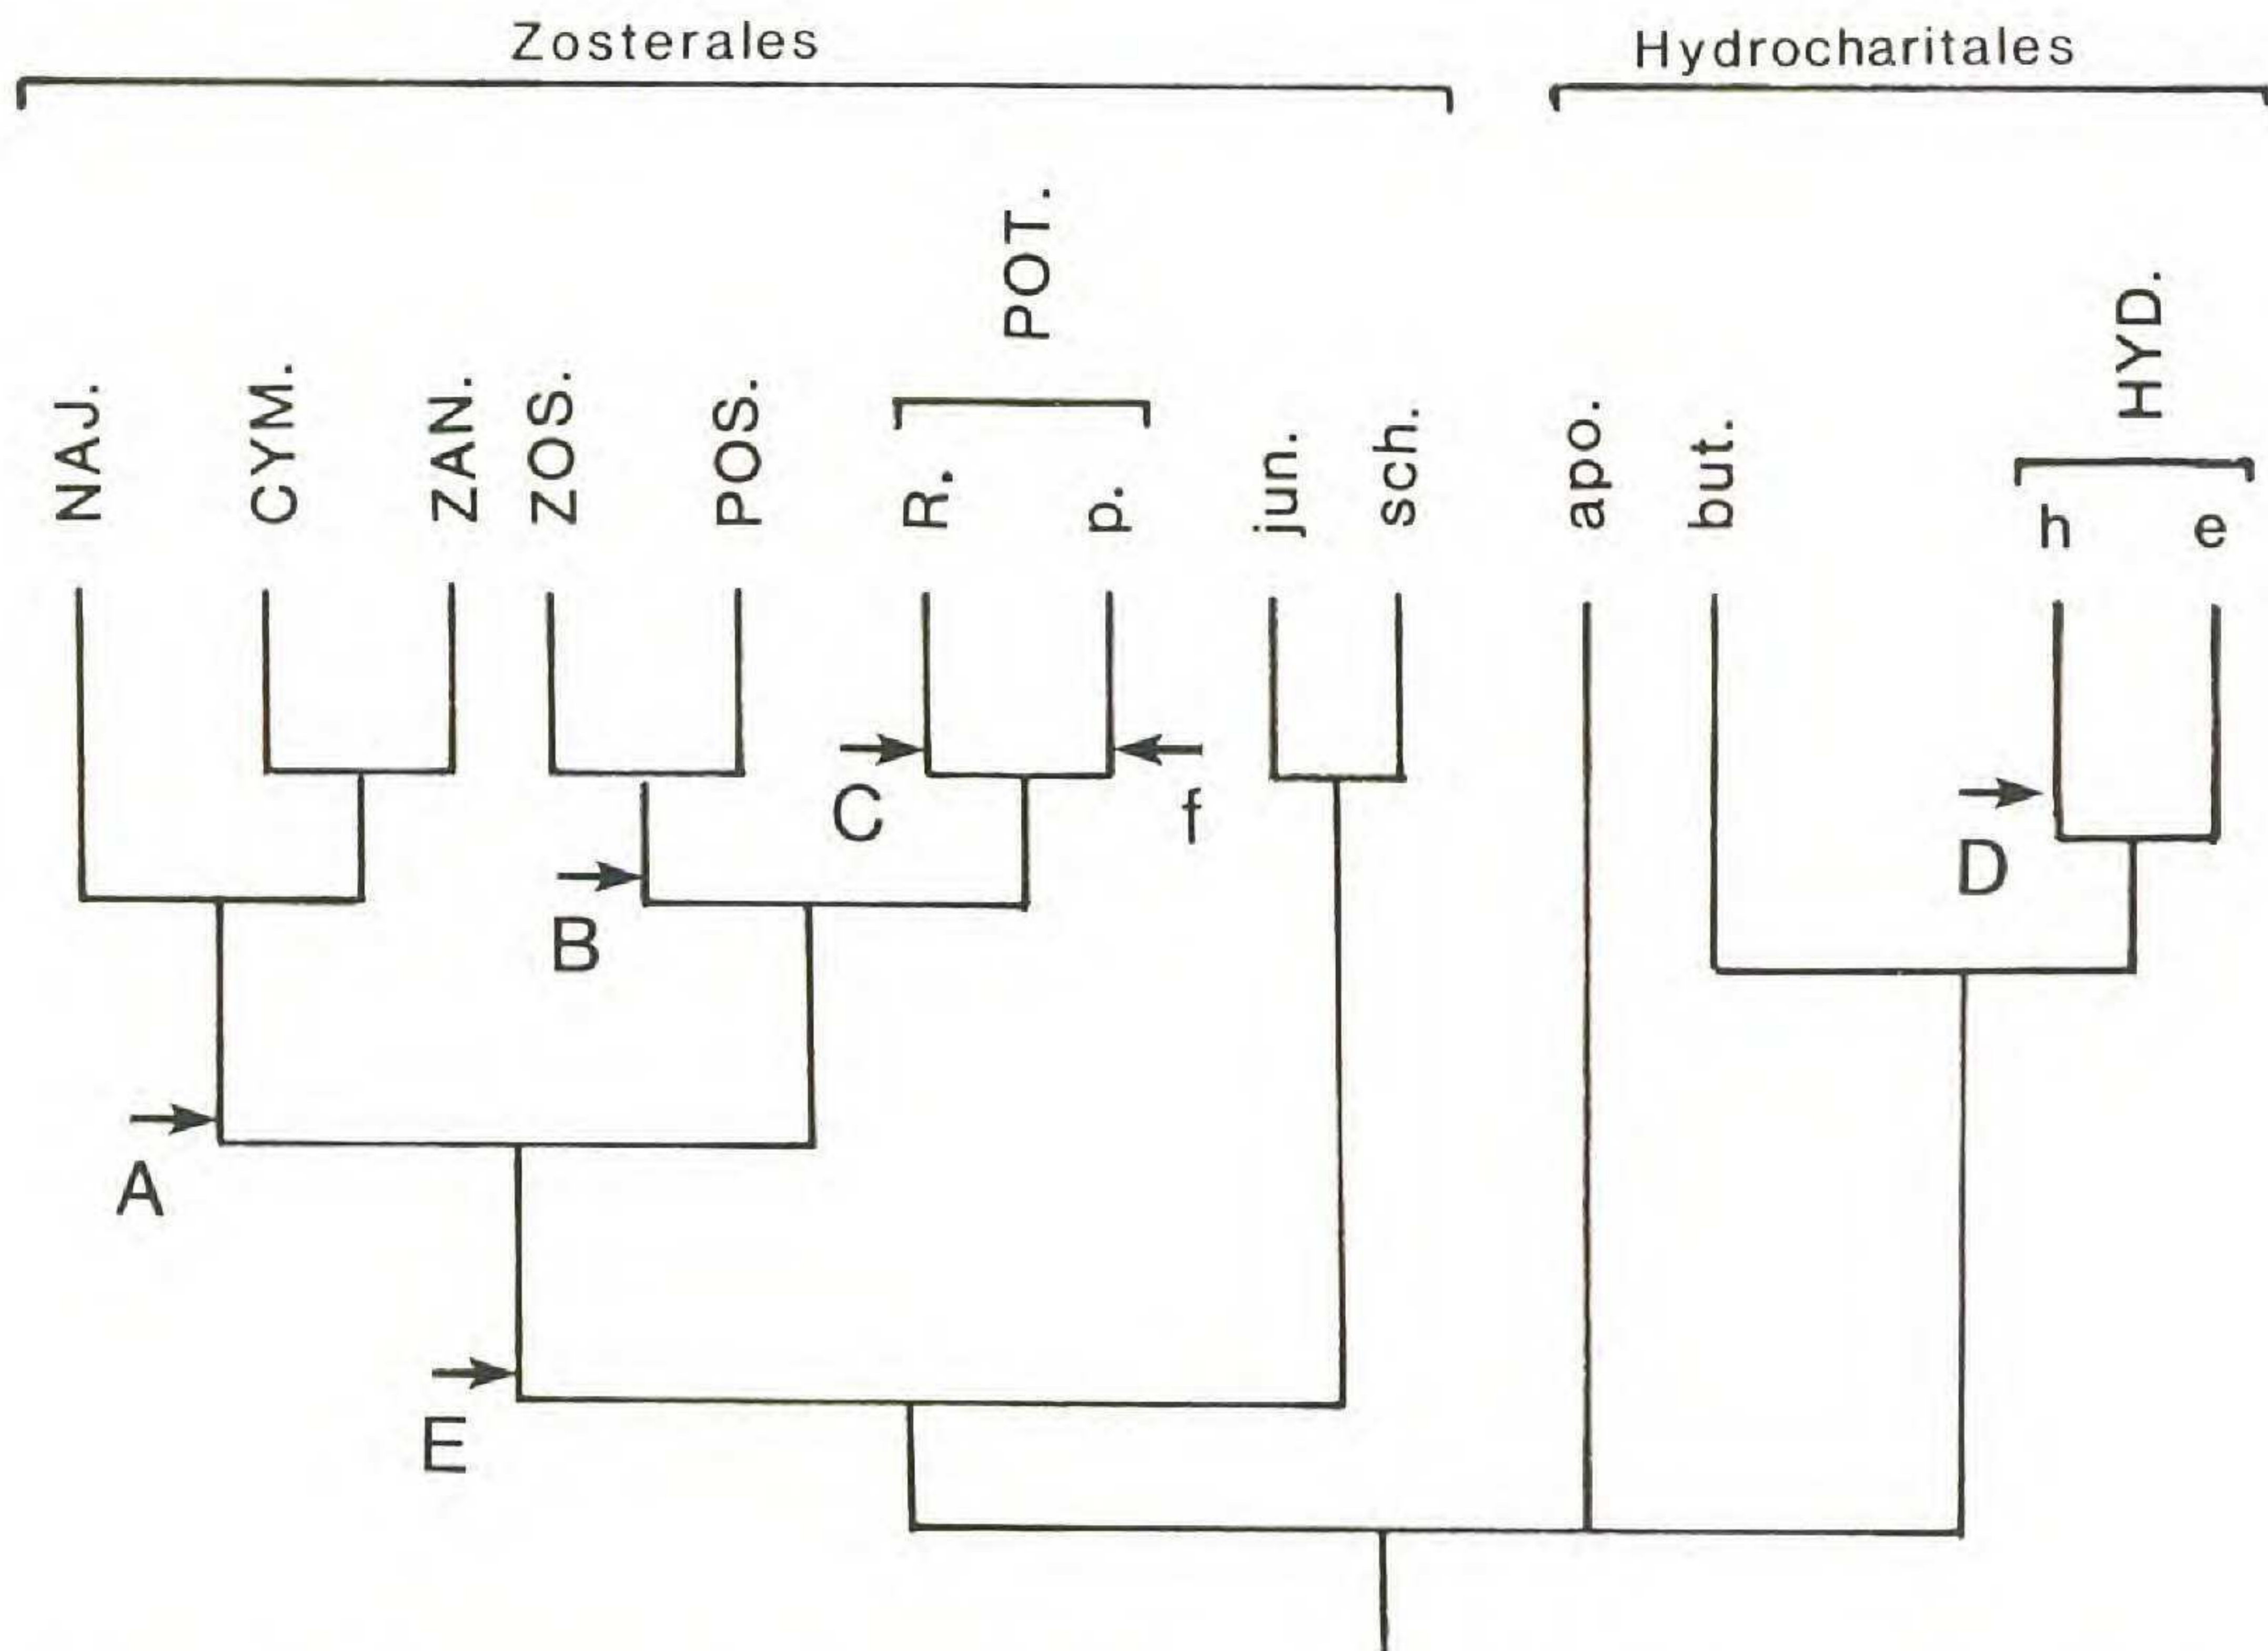 Zosterales
Hydrocharitales
POT.
HYD.
NAJ.
CYM.
ZAN.
ZOS.
POS.
R.
p.
jun.
sch.
apo.
but.
h
e
C
f
D
B
A
E